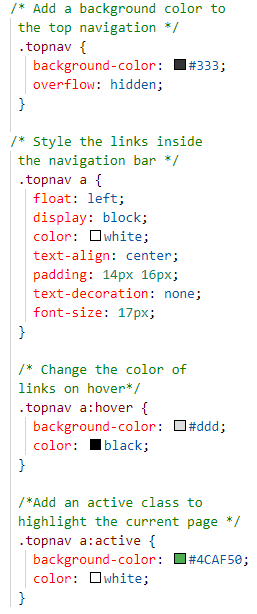 /* Add a background color to
the top navigation */
.topnav {
background-color: #333;
overflow: hidden;
}
/* Style the links inside
the navigation bar */
.topnav a {
float: left;
display: block;
color: white;
text-align: center;
padding: 14px 16px;
text-decoration: none;
font-size: 17px;
}
/* Change the color of
links on hover*/
.topnav a:hover {
background-color: #ddd;
color: black;
}
/*Add an active class to
highlight the current page */
.topnav a:active {
background-color: #4CAF50;
color: white;
}